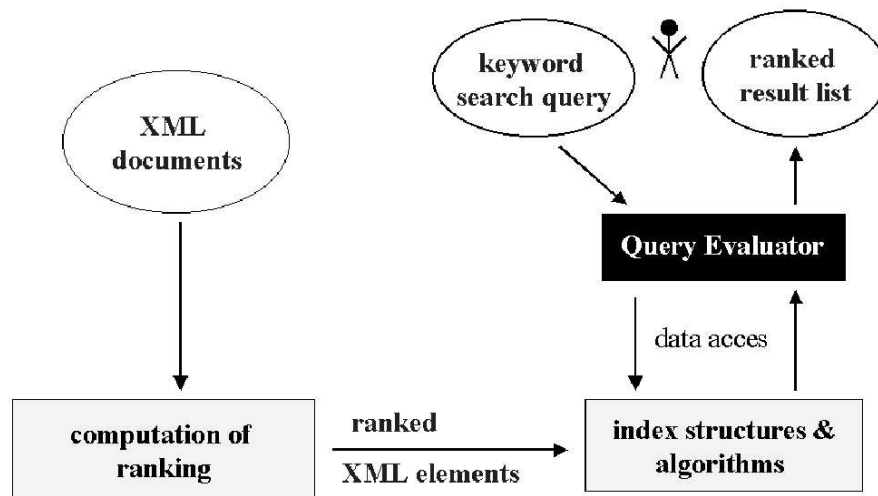 keyword
search query
ranked
result list
XML
documents
Query Evaluator
data acces
computation of
ranking
ranked
XML elements
index structures &
algorithms